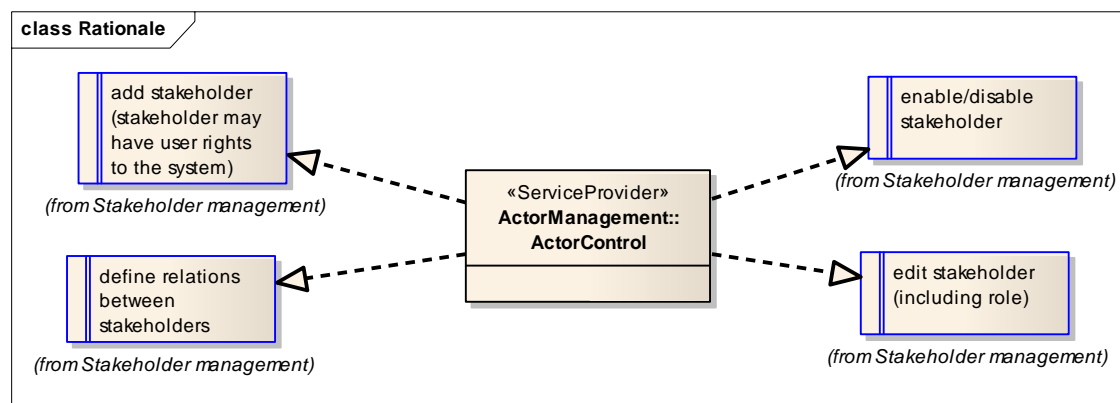 class Rationale
add stakeholder
(stakeholder may
have user rights
to the system)
(from Stakeholder management)
enable/disable
stakeholder
(from Stakeholder management)
«ServiceProvider»
ActorManagement::
ActorControl
define relations
between
stakeholders
(from Stakeholder management)
edit stakeholder
(including role)
(from Stakeholder management)